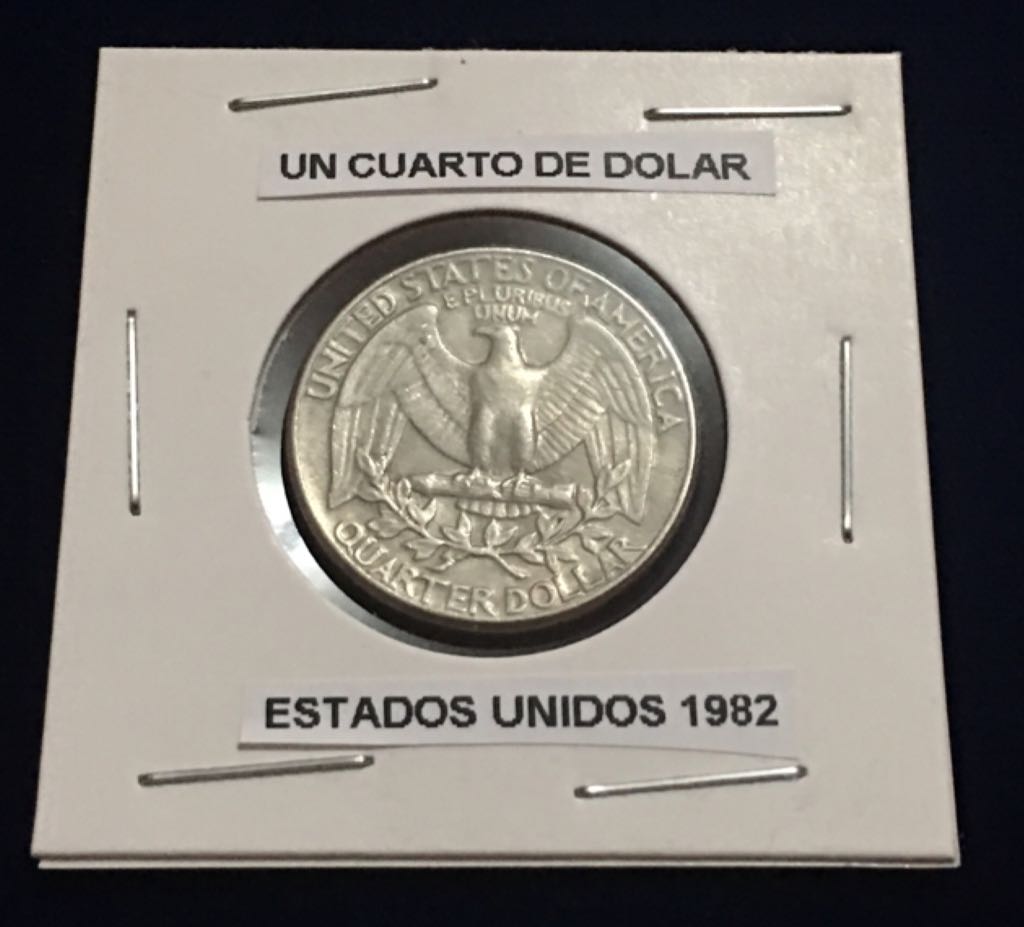 UN CUARTO DE DOLAR
UNITED STATES OF AMERICA
E PLURIBUS
UNUM
QUARTER DOLLAR
ESTADOS UNIDOS 1982